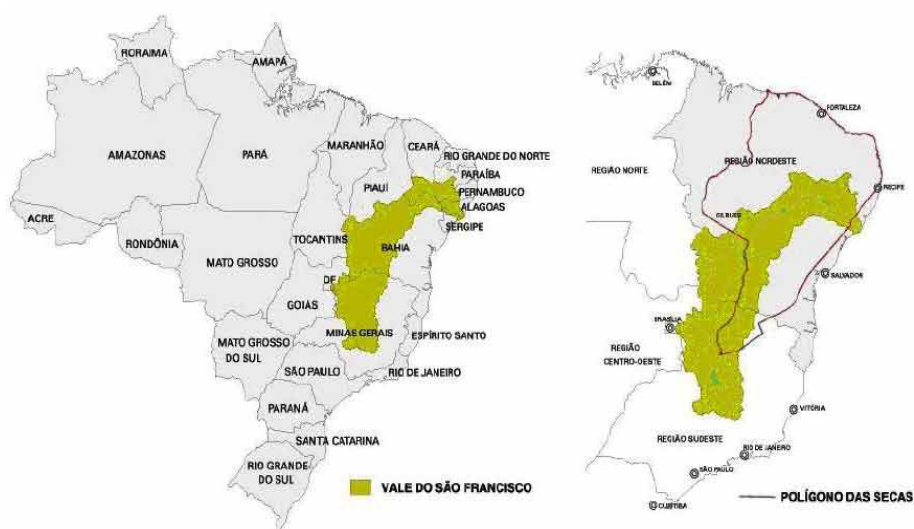 RORAIMA
AMAPÁ
AMAZONAS
PARÁ
MARANHÃO
CEARÁ
RIO GRANDE DO NORTE
PARAÍBA
PIAUÍ
PERNAMBUCO
ALAGOAS
SERGIPE
ACRE
RONDÔNIA
TOCANTINS
BAHIA
MATO GROSSO
DF
GOIÁS
MINAS GERAIS
ESPÍRITO SANTO
MATO GROSSO
DO SUL
SÃO PAULO
RIO DE JANEIRO
PARANÁ
SANTA CATARINA
RIO GRANDE
DO SUL
VALE DO SÃO FRANCISCO
BELÉM
FORTALEZA
REGIÃO NORTE
REGIÃO NORDESTE
RECIFE
SALVADOR
BRASÍLIA
REGIÃO
CENTRO-OESTE
VITÓRIA
REGIÃO SUDESTE
RIO DE JANEIRO
SÃO PAULO
CURITIBA
POLÍGONO DAS SECAS